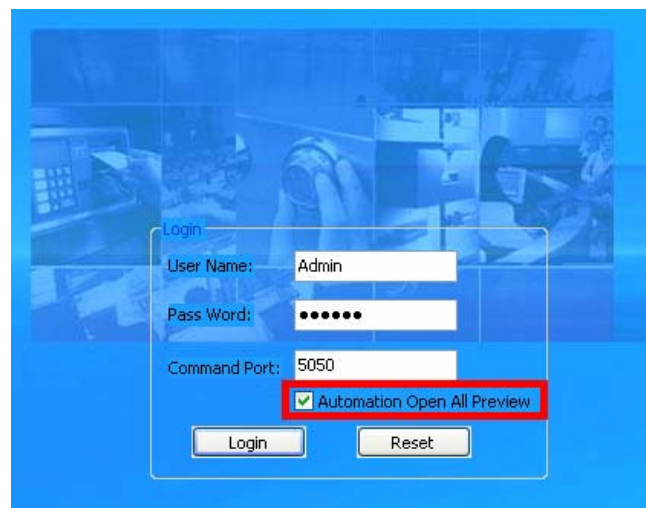 Login
User Name: Admin
Pass Word: ●●●●●●
Command Port: 5050
Automation Open All Preview
Login Reset